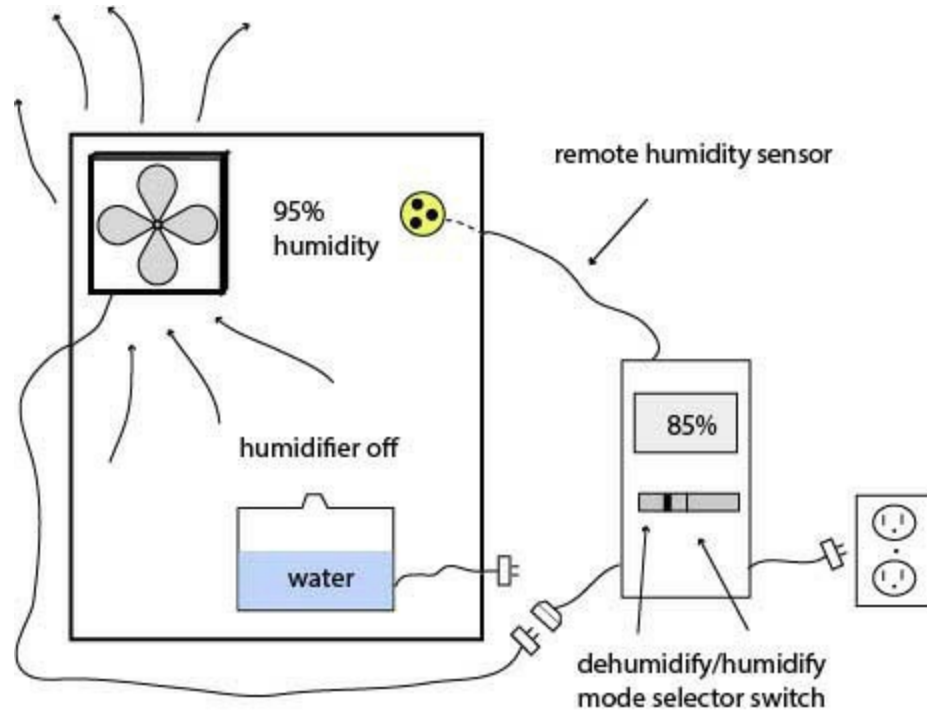 remote humidity sensor
95%
humidity
85%
humidifier off
water
dehumidify/humidify
mode selector switch